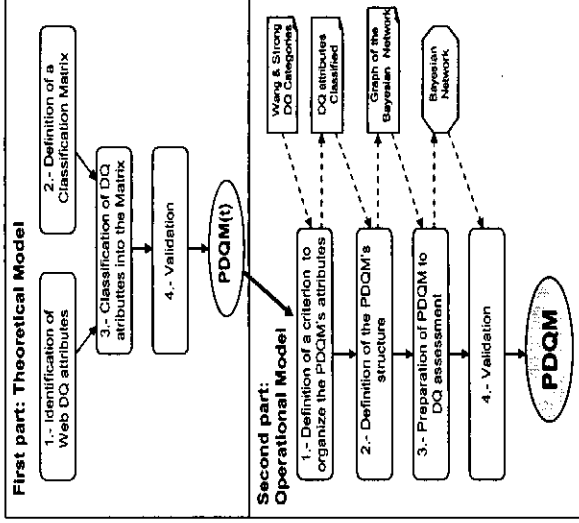 First part: Theoretical Model
1.- Identification of
Web DQ attributes
2.- Definition of a
Classification Matrix
3.- Classification of DQ
atributtes into the Matrix
4.- Validation
PDQM(t)
Second part:
Operational Model
1.- Definition of a criterion to
organize the PDQM's attributes
2.- Definition of the PDQM's
structure
3.- Preparation of PDQM to
DQ assessment
4.- Validation
PDQM
Wang & Strong
DQ Categories
DQ attributes
Classified
Graph of the
Bayesian Network
Bayesian
Network